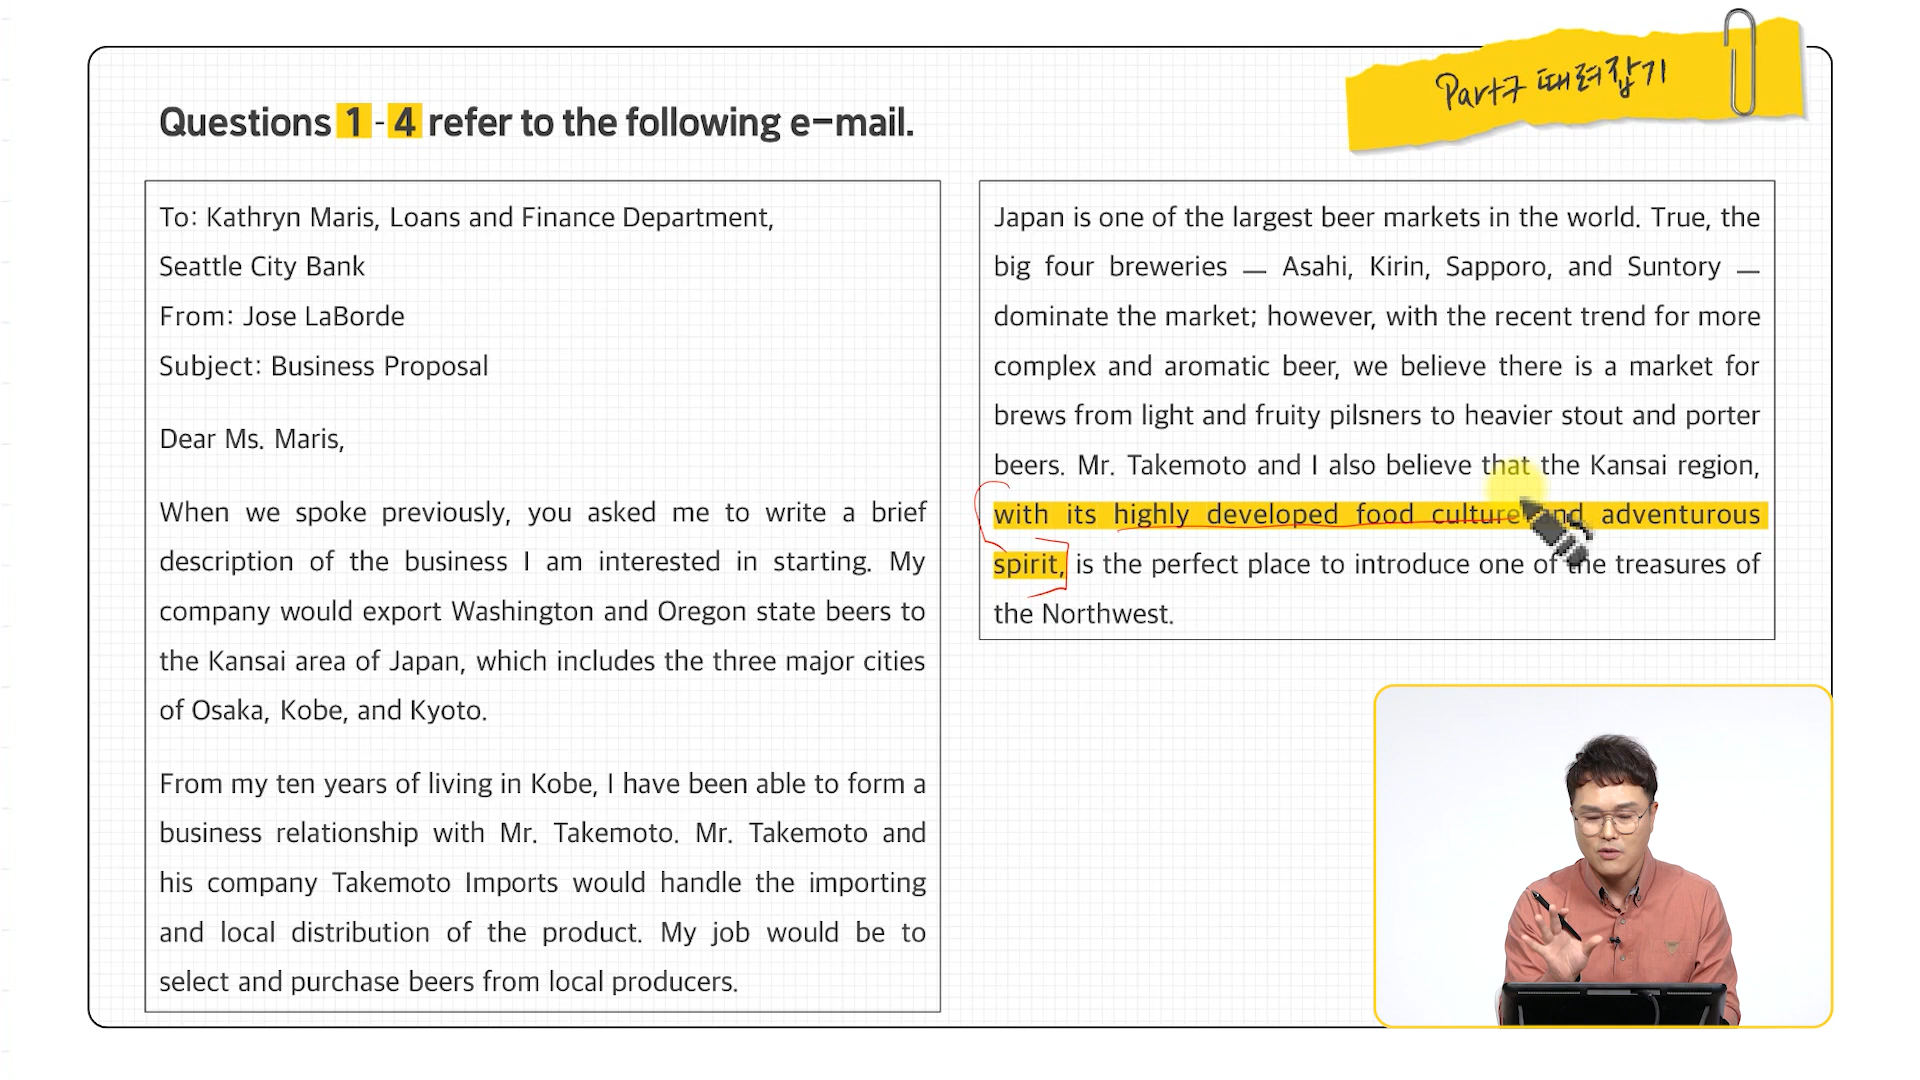 Part7 때려잡기
Questions 1 - 4 refer to the following e-mail.
To: Kathryn Maris, Loans and Finance Department,
Seattle City Bank
From: Jose LaBorde
Subject: Business Proposal
Dear Ms. Maris,
When we spoke previously, you asked me to write a brief
description of the business I am interested in starting. My
company would export Washington and Oregon state beers to
the Kansai area of Japan, which includes the three major cities
of Osaka, Kobe, and Kyoto.
From my ten years of living in Kobe, I have been able to form a
business relationship with Mr. Takemoto. Mr. Takemoto and
his company Takemoto Imports would handle the importing
and local distribution of the product. My job would be to
select and purchase beers from local producers.
Japan is one of the largest beer markets in the world. True, the
big four breweries — Asahi, Kirin, Sapporo, and Suntory —
dominate the market; however, with the recent trend for more
complex and aromatic beer, we believe there is a market for
brews from light and fruity pilsners to heavier stout and porter
beers. Mr. Takemoto and I also believe that the Kansai region,
with its highly developed food culture and adventurous
spirit, is the perfect place to introduce one of the treasures of
the Northwest.